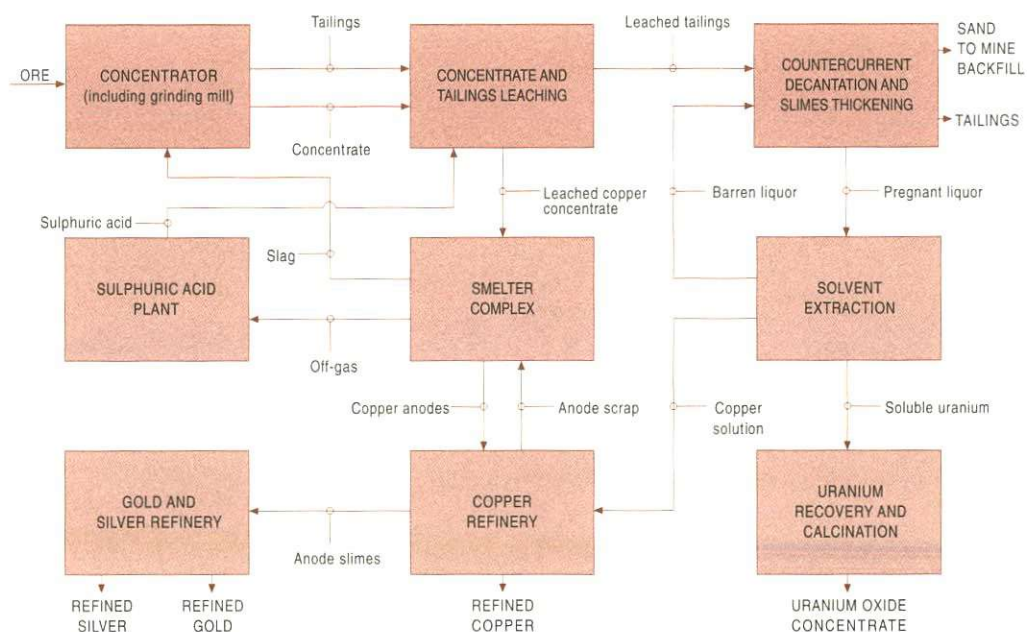 Tailings
Leached tailings
ORE
CONCENTRATOR
(including grinding mill)
CONCENTRATE AND
TAILINGS LEACHING
COUNTERCURRENT
DECANTATION AND
SLIMES THICKENING
SAND
TO MINE
BACKFILL
TAILINGS
Concentrate
Leached copper
concentrate
Barren liquor
Pregnant liquor
Sulphuric acid
Slag
SULPHURIC ACID
PLANT
SMELTER
COMPLEX
SOLVENT
EXTRACTION
Off-gas
Copper anodes
Anode scrap
Copper
solution
Soluble uranium
GOLD AND
SILVER REFINERY
COPPER
REFINERY
URANIUM
RECOVERY AND
CALCINATION
Anode slimes
REFINED
SILVER
REFINED
GOLD
REFINED
COPPER
URANIUM OXIDE
CONCENTRATE